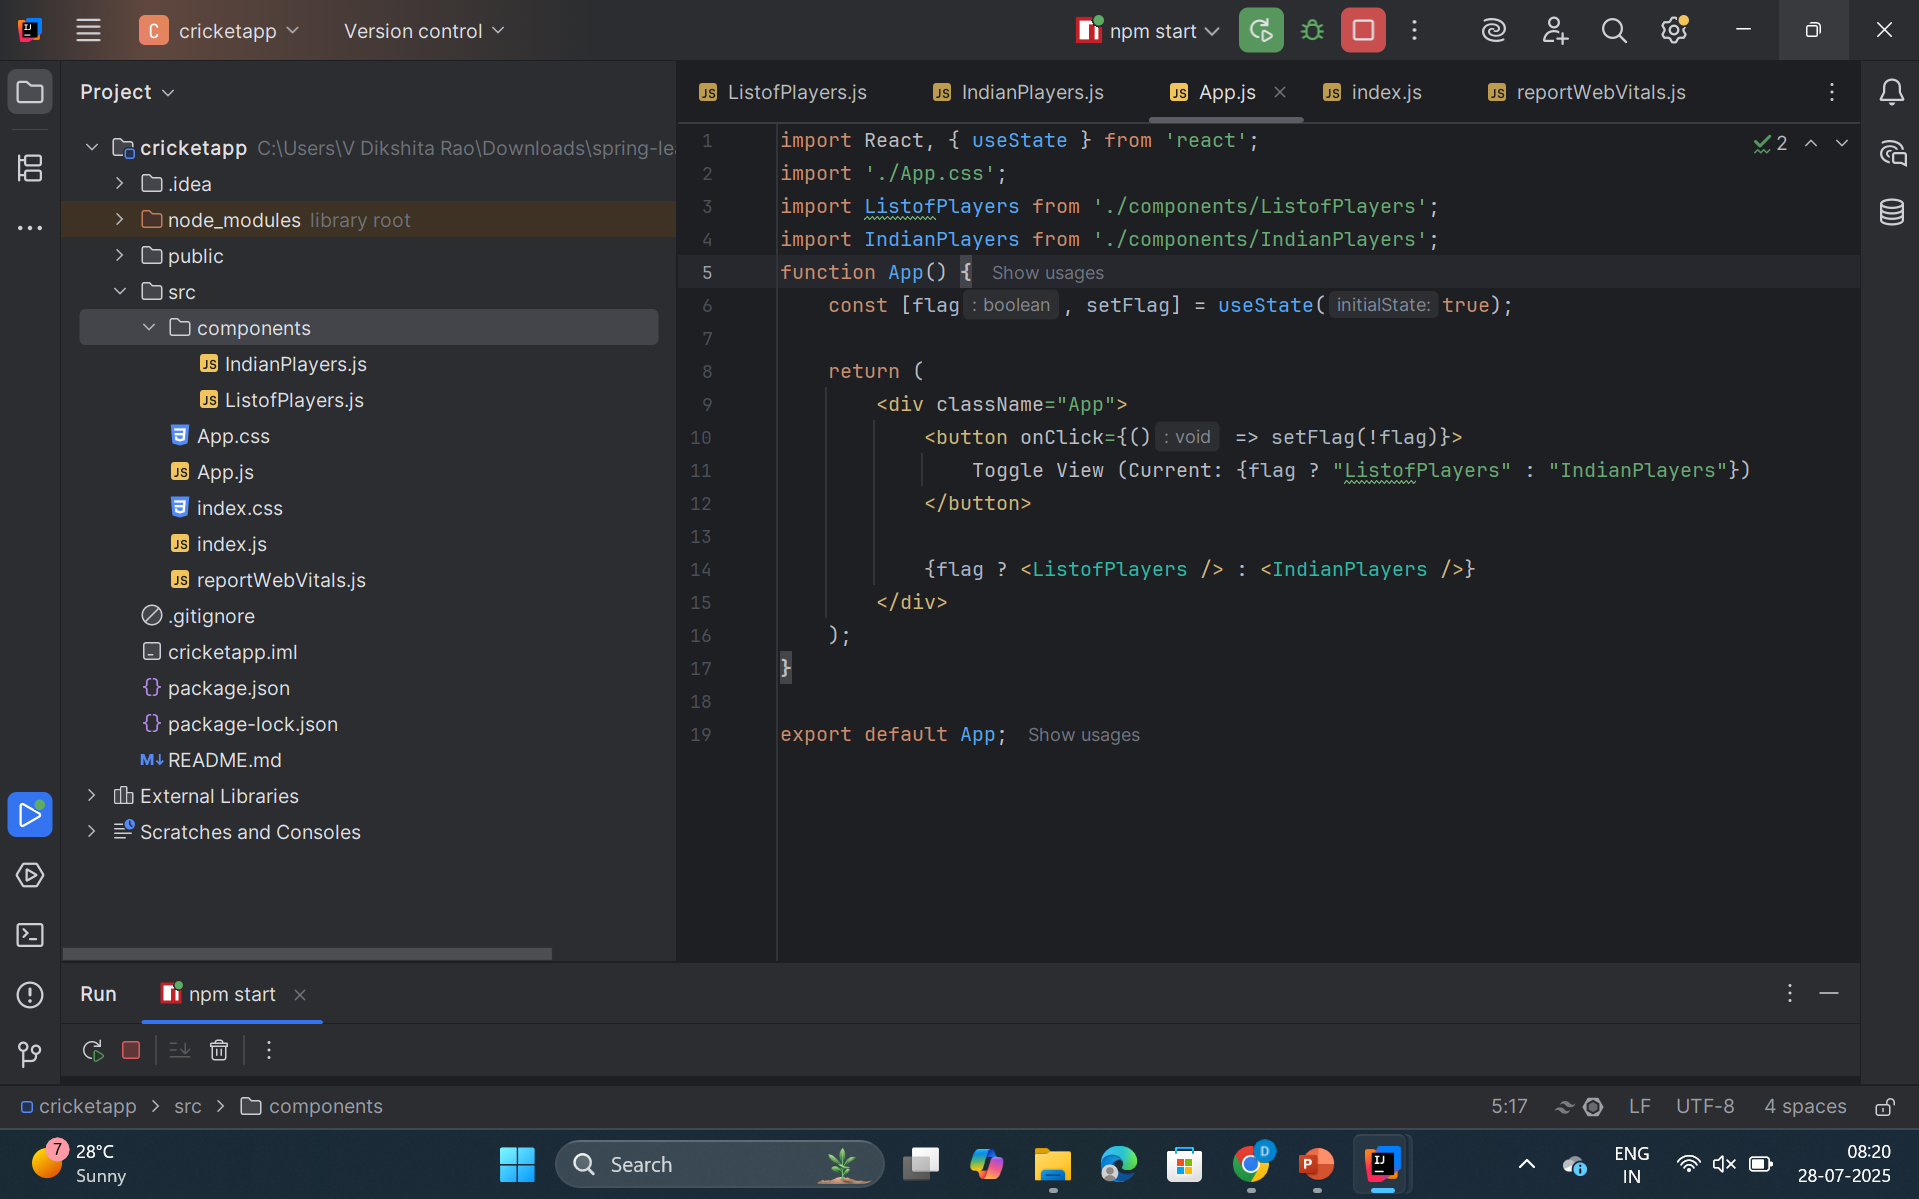 C cricketapp Version control npm start
Project
cricketapp C:\Users\V Dikshita Rao\Downloads\spring-le
.idea
node_modules library root
public
src
components
IndianPlayers.js
ListofPlayers.js
App.css
App.js
index.css
index.js
reportWebVitals.js
.gitignore
cricketapp.iml
package.json
package-lock.json
README.md
External Libraries
Scratches and Consoles
ListofPlayers.js IndianPlayers.js App.js index.js reportWebVitals.js
2
1 import React, { useState } from 'react';
2 import './App.css';
3 import ListofPlayers from './components/ListofPlayers';
4 import IndianPlayers from './components/IndianPlayers';
5 function App() { Show usages
6 const [flag : boolean , setFlag] = useState( initialState: true);
7
8 return (
9 <div className="App">
10 <button onClick={() : void => setFlag(!flag)}>
11 Toggle View (Current: {flag ? "ListofPlayers" : "IndianPlayers"})
12 </button>
13
14 {flag ? <ListofPlayers /> : <IndianPlayers />}
15 </div>
16 );
17 }
18
19 export default App; Show usages
Run npm start
cricketapp > src > components 5:17 LF UTF-8 4 spaces
7 28°C
Sunny
Search
D
P
ENG
IN
08:20
28-07-2025